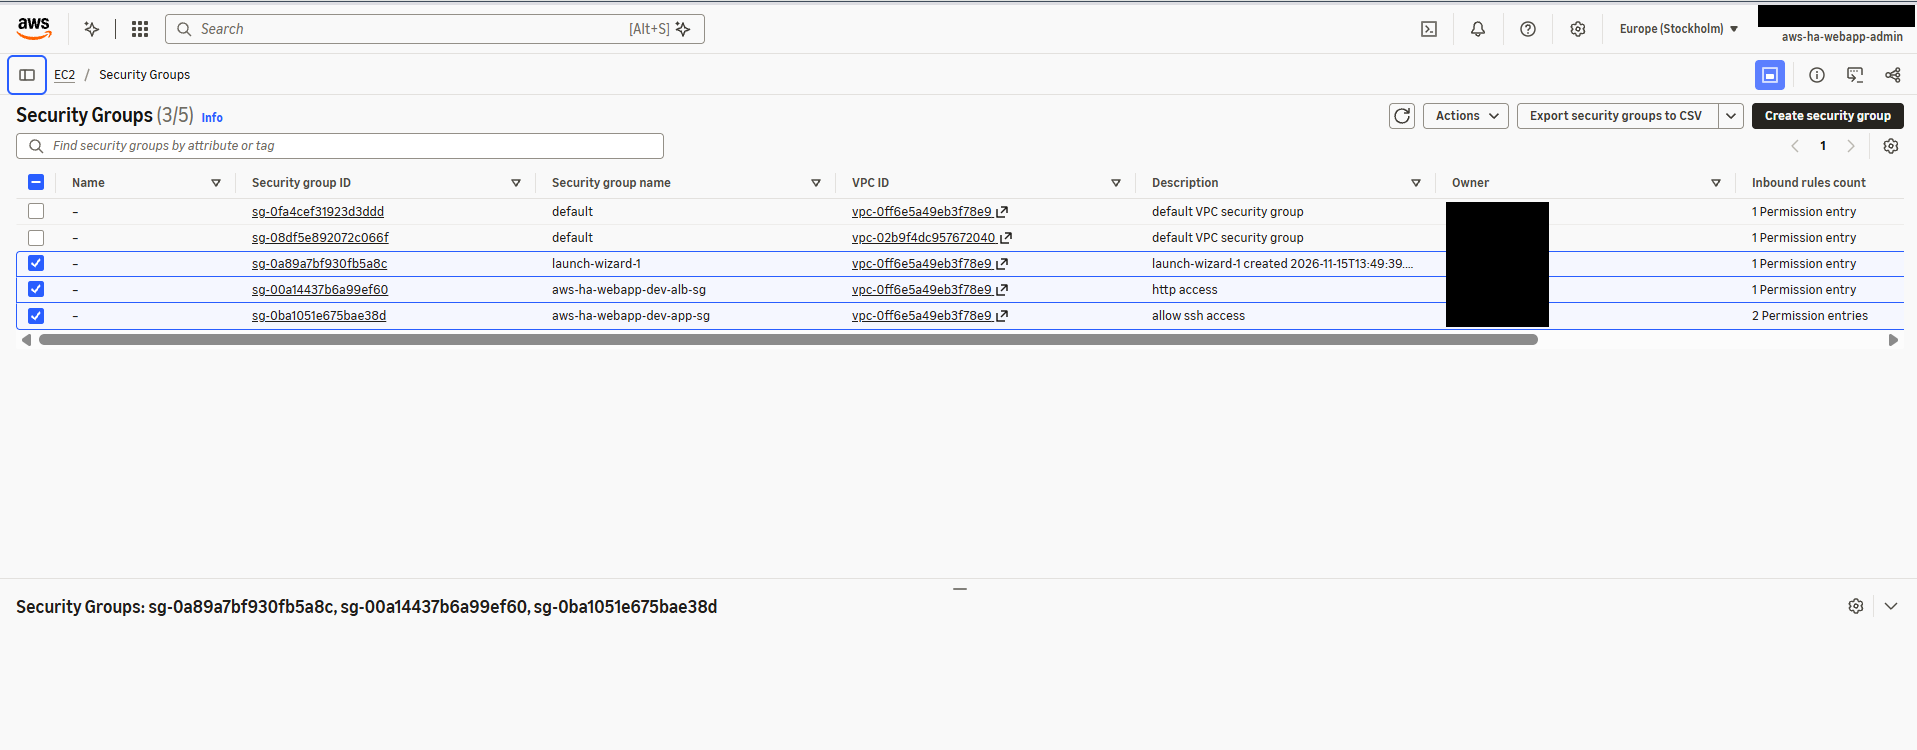 aws
Search [Alt+S] Europe (Stockholm) aws-ha-webapp-admin
EC2 / Security Groups
Security Groups (3/5) Info Actions Export security groups to CSV Create security group
Find security groups by attribute or tag 1
Name Security group ID Security group name VPC ID Description Owner Inbound rules count
– sg-0fa4cef31923d3ddd default vpc-0ff6e5a49eb3f78e9 default VPC security group 1 Permission entry
– sg-08df5e892072c066f default vpc-02b9f4dc957672040 default VPC security group 1 Permission entry
– sg-0a89a7bf930fb5a8c launch-wizard-1 vpc-0ff6e5a49eb3f78e9 launch-wizard-1 created 2026-11-15T13:49:39.... 1 Permission entry
– sg-00a14437b6a99ef60 aws-ha-webapp-dev-alb-sg vpc-0ff6e5a49eb3f78e9 http access 1 Permission entry
– sg-0ba1051e675bae38d aws-ha-webapp-dev-app-sg vpc-0ff6e5a49eb3f78e9 allow ssh access 2 Permission entries
Security Groups: sg-0a89a7bf930fb5a8c, sg-00a14437b6a99ef60, sg-0ba1051e675bae38d